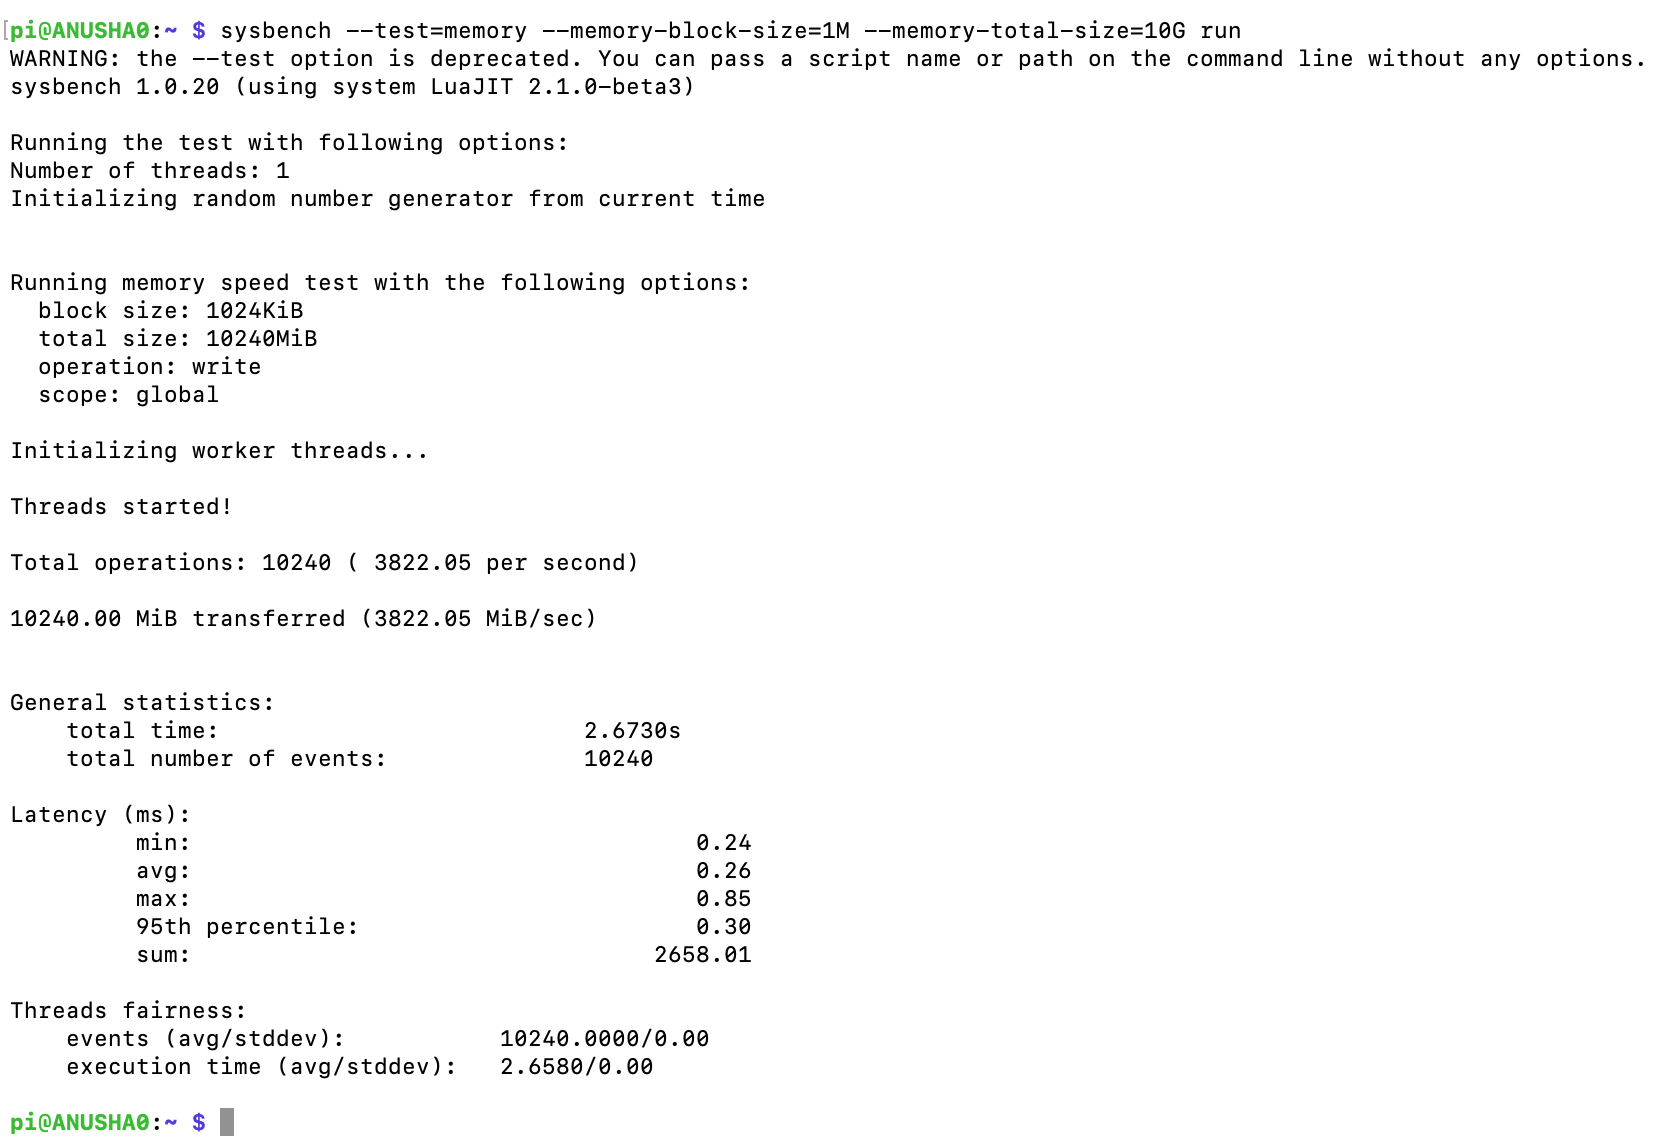 pi@ANUSHA0:~ $ sysbench --test=memory --memory-block-size=1M --memory-total-size=10G run
WARNING: the --test option is deprecated. You can pass a script name or path on the command line without any options.
sysbench 1.0.20 (using system LuaJIT 2.1.0-beta3)
Running the test with following options:
Number of threads: 1
Initializing random number generator from current time
Running memory speed test with the following options:
block size: 1024KiB
total size: 10240MiB
operation: write
scope: global
Initializing worker threads...
Threads started!
Total operations: 10240 ( 3822.05 per second)
10240.00 MiB transferred (3822.05 MiB/sec)
General statistics:
total time: 2.6730s
total number of events: 10240
Latency (ms):
min: 0.24
avg: 0.26
max: 0.85
95th percentile: 0.30
sum: 2658.01
Threads fairness:
events (avg/stddev): 10240.0000/0.00
execution time (avg/stddev): 2.6580/0.00
pi@ANUSHA0:~ $